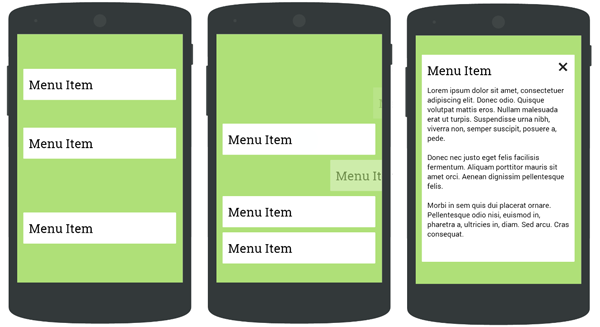 Menu Item
Menu Item
Menu Item
Menu Item
Menu It
Menu Item
Menu Item
Menu Item
Lorem ipsum dolor sit amet, consectetuer
adipiscing elit. Donec odio. Quisque
volutpat mattis eros. Nullam malesuada
erat ut turpis. Suspendisse urna nibh,
viverra non, semper suscipit, posuere a,
pede.
Donec nec justo eget felis facilisis
fermentum. Aliquam porttitor mauris sit
amet orci. Aenean dignissim pellentesque
felis.
Morbi in sem quis dui placerat ornare.
Pellentesque odio nisi, euismod in,
pharetra a, ultricies in, diam. Sed arcu. Cras
consequat.